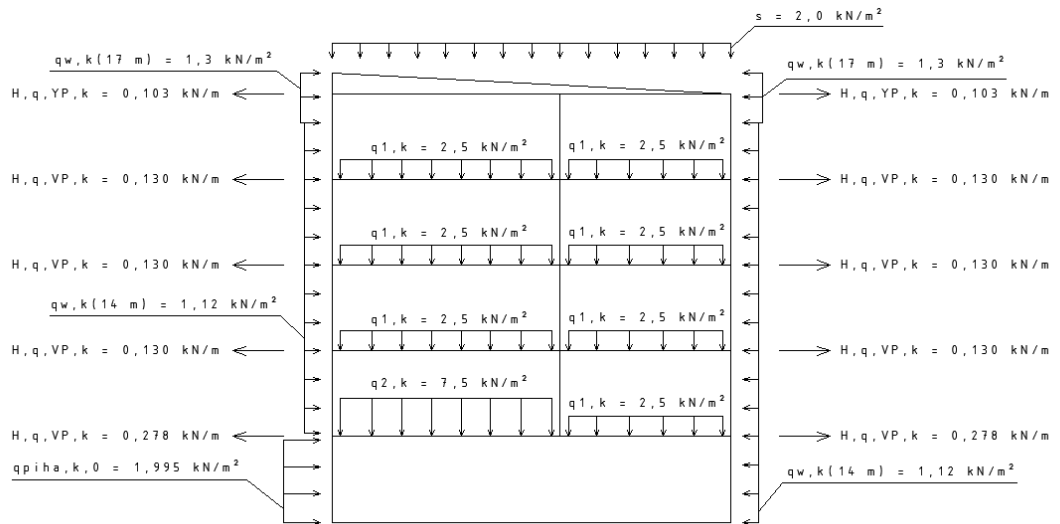 s = 2,0 kN/m²
qw,k(17 m) = 1,3 kN/m²
qw,k(17 m) = 1,3 kN/m²
H,q,YP,k = 0,103 kN/m
H,q,YP,k = 0,103 kN/m
q1,k = 2,5 kN/m²
q1,k = 2,5 kN/m²
H,q,VP,k = 0,130 kN/m
H,q,VP,k = 0,130 kN/m
q1,k = 2,5 kN/m²
q1,k = 2,5 kN/m²
H,q,VP,k = 0,130 kN/m
H,q,VP,k = 0,130 kN/m
qw,k(14 m) = 1,12 kN/m²
q1,k = 2,5 kN/m²
q1,k = 2,5 kN/m²
H,q,VP,k = 0,130 kN/m
H,q,VP,k = 0,130 kN/m
q2,k = 7,5 kN/m²
q1,k = 2,5 kN/m²
H,q,VP,k = 0,278 kN/m
H,q,VP,k = 0,278 kN/m
qpiha,k,0 = 1,995 kN/m²
qw,k(14 m) = 1,12 kN/m²